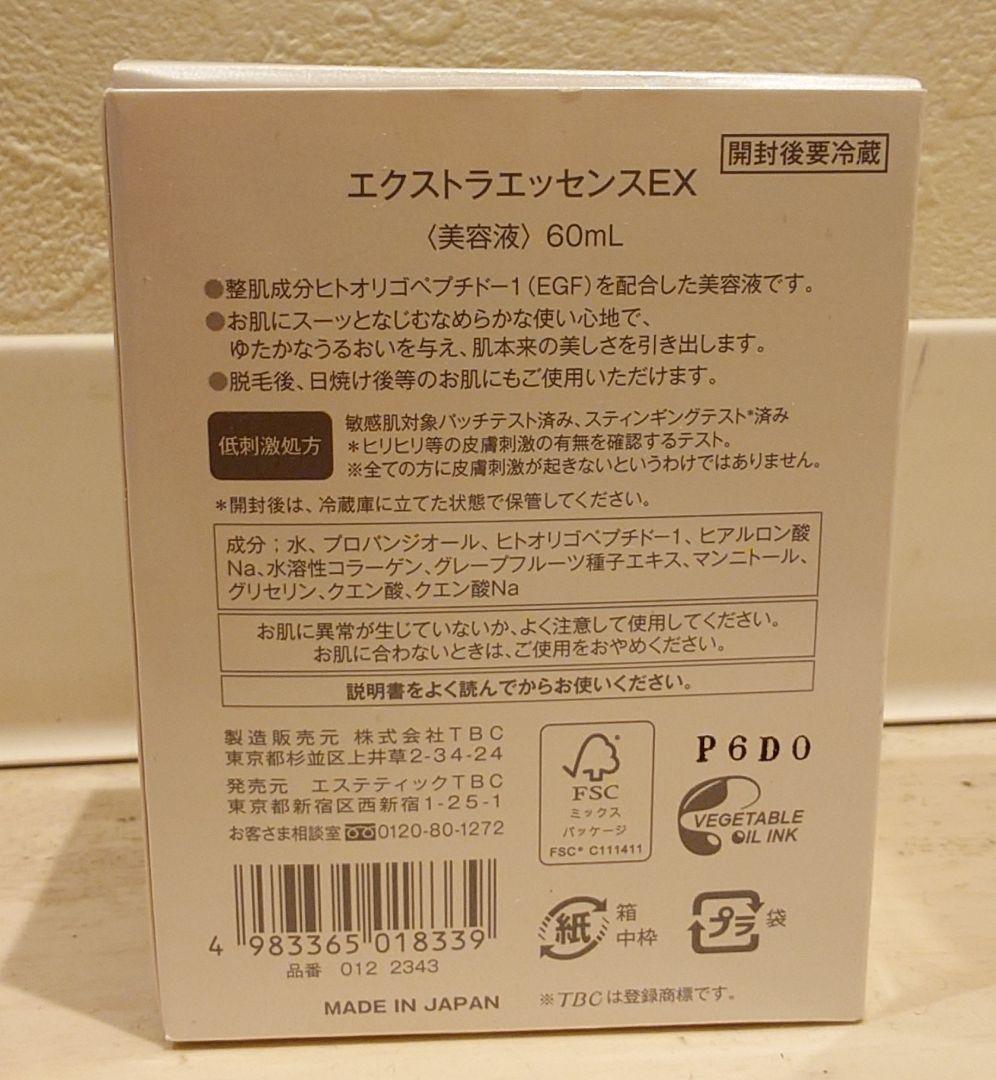 開封後要冷蔵
エクストラエッセンスEX
〈美容液〉60mL
●整肌成分ヒトオリゴペプチド-1(EGF)を配合した美容液です。
●お肌にスーッとなじむなめらかな使い心地で、
ゆたかなうるおいを与え、肌本来の美しさを引き出します。
●脱毛後、日焼け後等のお肌にもご使用いただけます。
低刺激処方
敏感肌対象パッチテスト済み、スティンギングテスト*済み
*ヒリヒリ等の皮膚刺激の有無を確認するテスト。
※全ての方に皮膚刺激が起きないというわけではありません。
*開封後は、冷蔵庫に立てた状態で保管してください。
成分；水、プロパンジオール、ヒトオリゴペプチド-1、ヒアルロン酸
Na、水溶性コラーゲン、グレープフルーツ種子エキス、マンニトール、
グリセリン、クエン酸、クエン酸Na
お肌に異常が生じていないか、よく注意して使用してください。
お肌に合わないときは、ご使用をおやめください。
説明書をよく読んでからお使いください。
製造販売元 株式会社TBC
東京都杉並区上井草2-34-24
発売元 エステティックTBC
東京都新宿区西新宿1-25-1
お客さま相談室 0120-80-1272
FSC
ミックス
パッケージ
FSC® C111411
P6D0
VEGETABLE
OIL INK
4 983365 018339
品番 012 2343
MADE IN JAPAN
紙 箱
中枠
プラ 袋
※TBCは登録商標です。